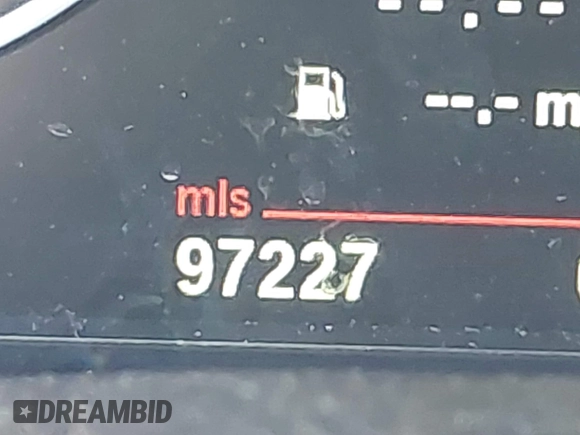 --.--
--.- m
mls
97227
DREAMBID